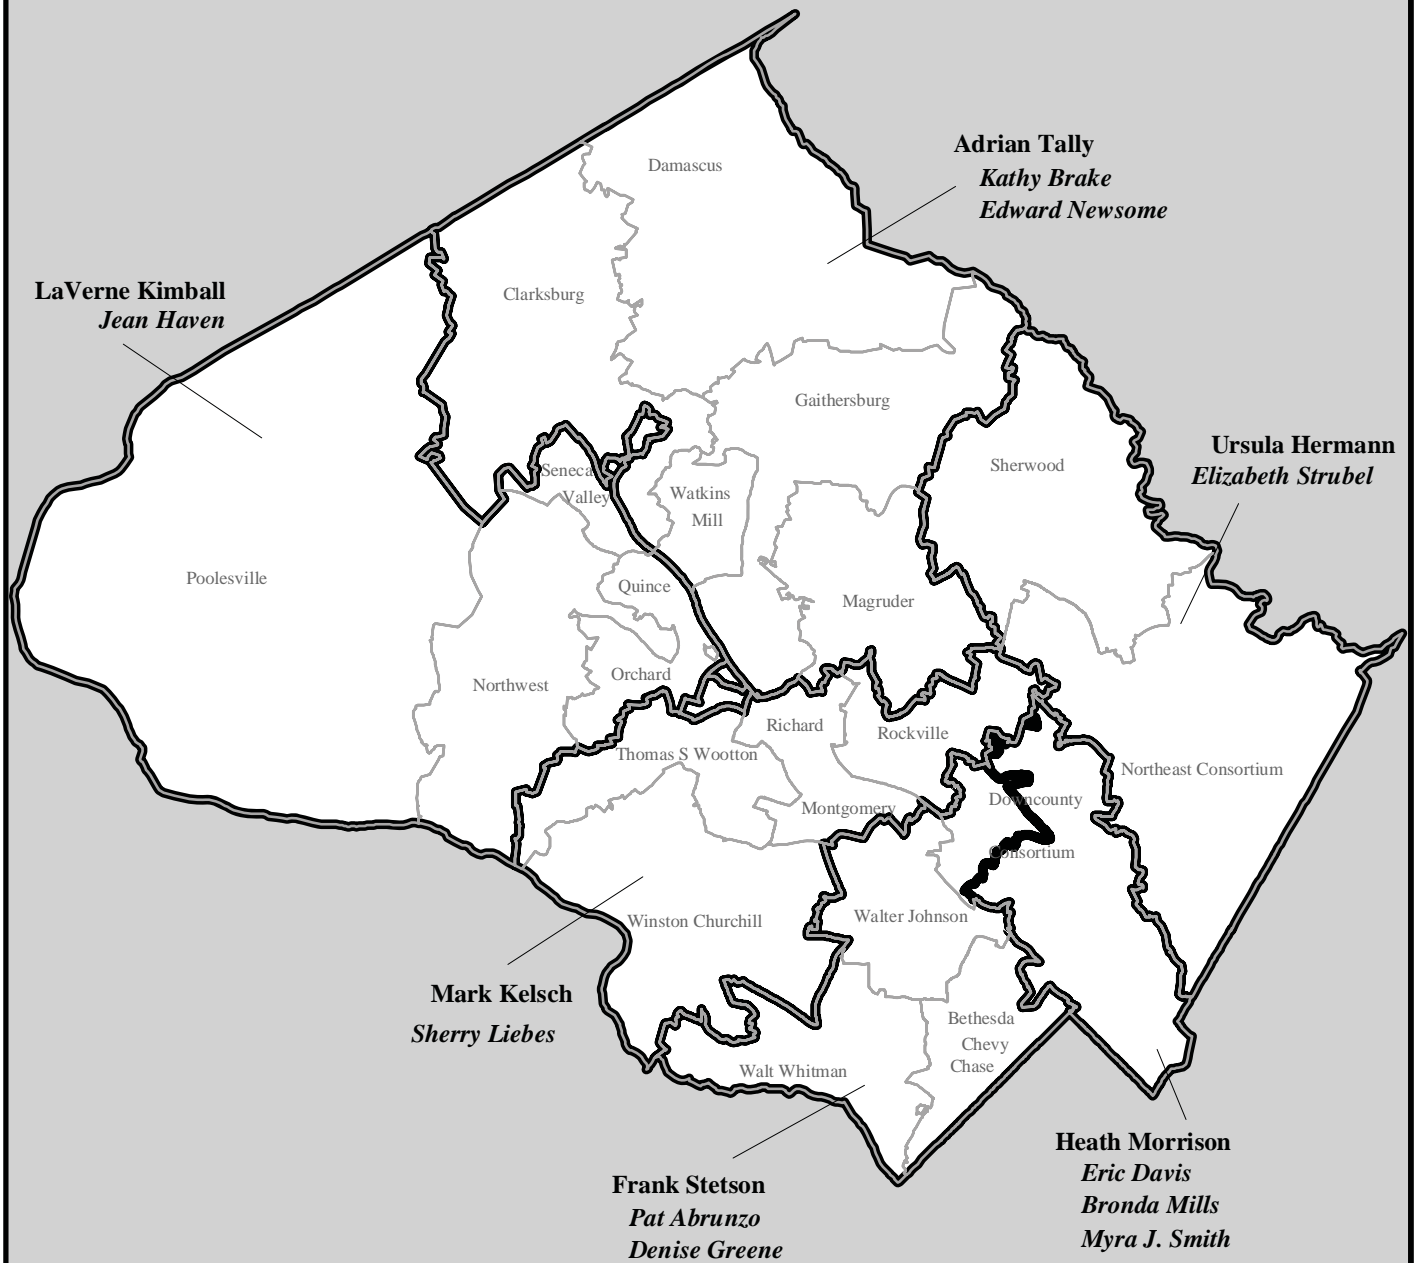 Damascus
Adrian Tally
Kathy Brake
Edward Newsome
LaVerne Kimball
Jean Haven
Clarksburg
Gaithersburg
Ursula Hermann
Elizabeth Strubel
Sherwood
Seneca
Valley
Watkins
Mill
Poolesville
Quince
Orchard
Magruder
Northwest
Richard
Montgomery
Rockville
Thomas S Wootton
Northeast Consortium
Downcounty
Consortium
Winston Churchill
Walter Johnson
Mark Kelsch
Sherry Liebes
Bethesda
Chevy
Chase
Walt Whitman
Frank Stetson
Pat Abrunzo
Denise Greene
Heath Morrison
Eric Davis
Bronda Mills
Myra J. Smith